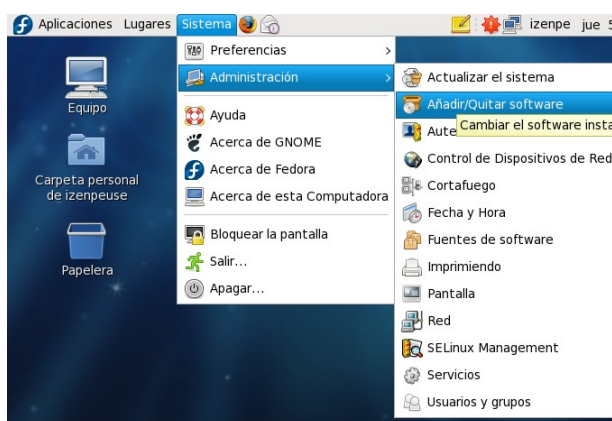 Aplicaciones Lugares Sistema izenpe jue 5
Preferencias
Administración
Ayuda
Acerca de GNOME
Acerca de Fedora
Acerca de esta Computadora
Bloquear la pantalla
Salir...
Apagar...
Actualizar el sistema
Añadir/Quitar software
Cambiar el software insta
Aute
Control de Dispositivos de Red
Cortafuego
Fecha y Hora
Fuentes de software
Imprimiendo
Pantalla
Red
SELinux Management
Servicios
Usuarios y grupos
Equipo
Carpeta personal
de izenpeuse
Papelera